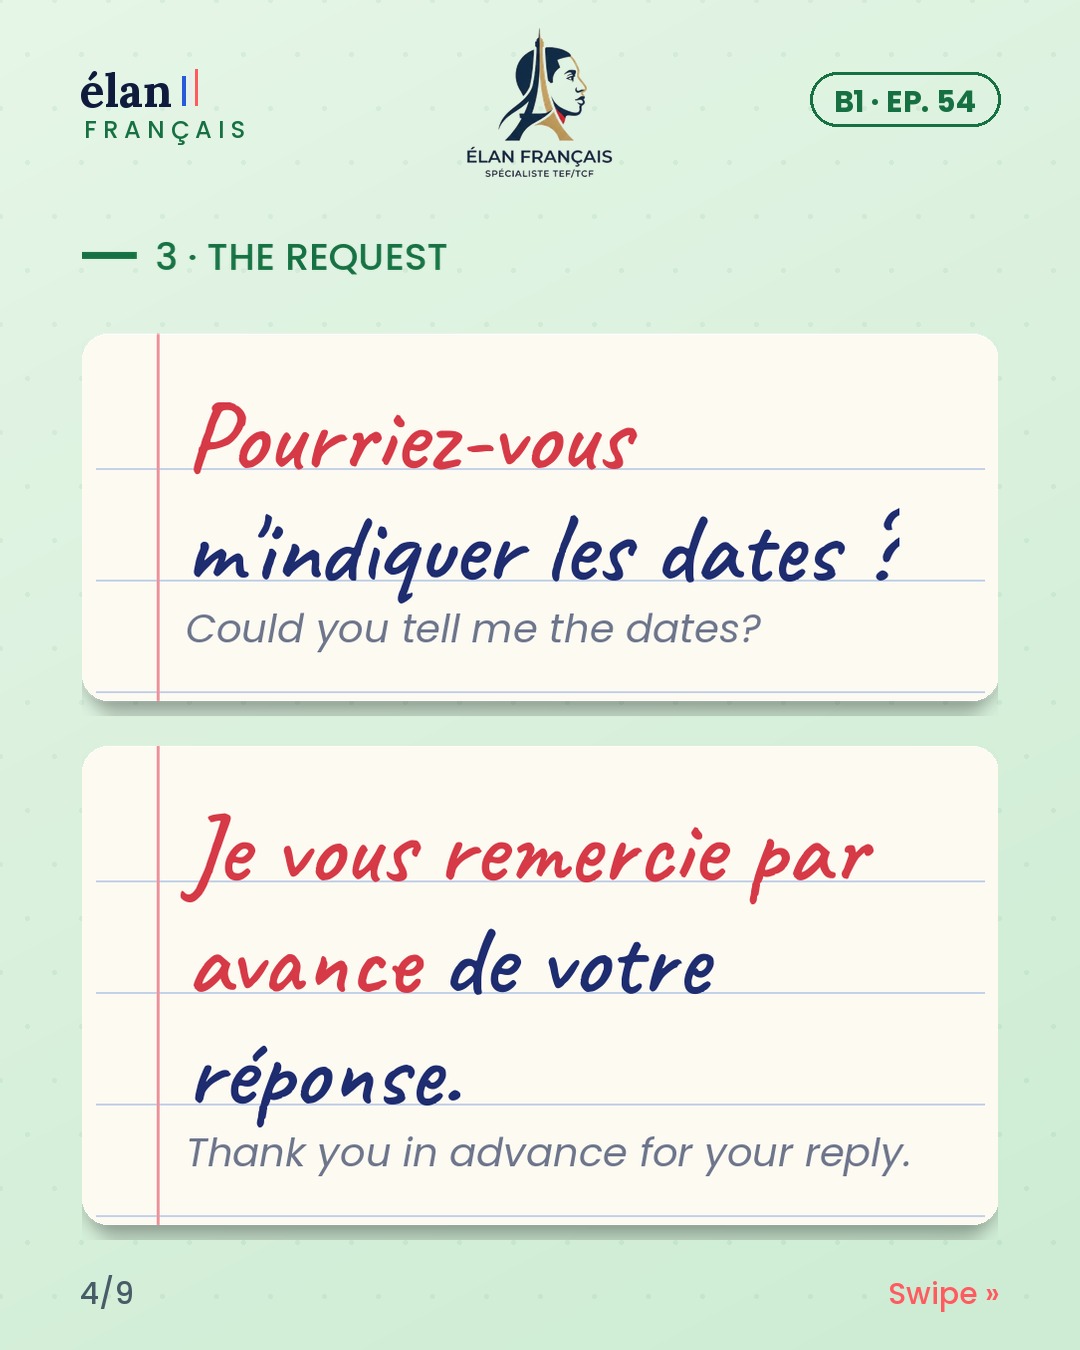 élan
FRANÇAIS
ÉLAN FRANÇAIS
SPÉCIALISTE TEF/TCF
B1 · EP. 54
3 · THE REQUEST
Pourriez-vous
m'indiquer les dates ?
Could you tell me the dates?
Je vous remercie par
avance de votre
réponse.
Thank you in advance for your reply.
4/9
Swipe »